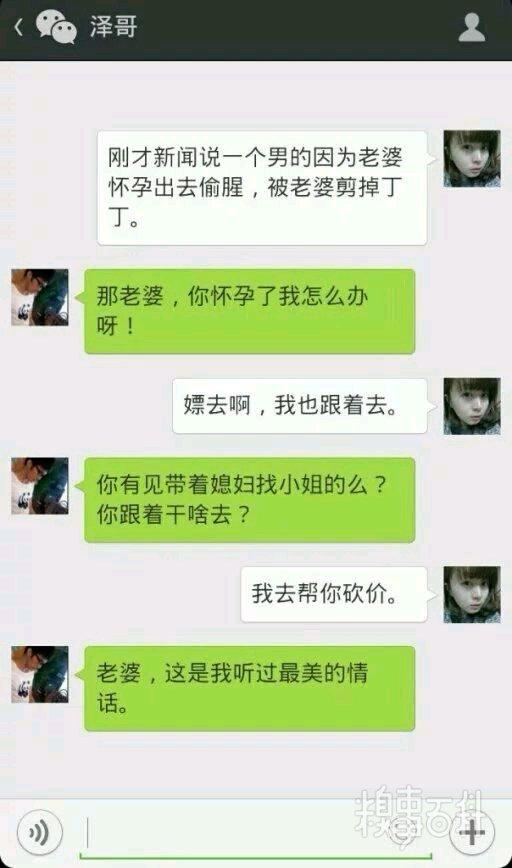 泽哥
刚才新闻说一个男的因为老婆
怀孕出去偷腥，被老婆剪掉丁
丁。
那老婆，你怀孕了我怎么办
呀！
嫖去啊，我也跟着去。
你有见带着媳妇找小姐的么？
你跟着干啥去？
我去帮你砍价。
老婆，这是我听过最美的情
话。
糗事百科